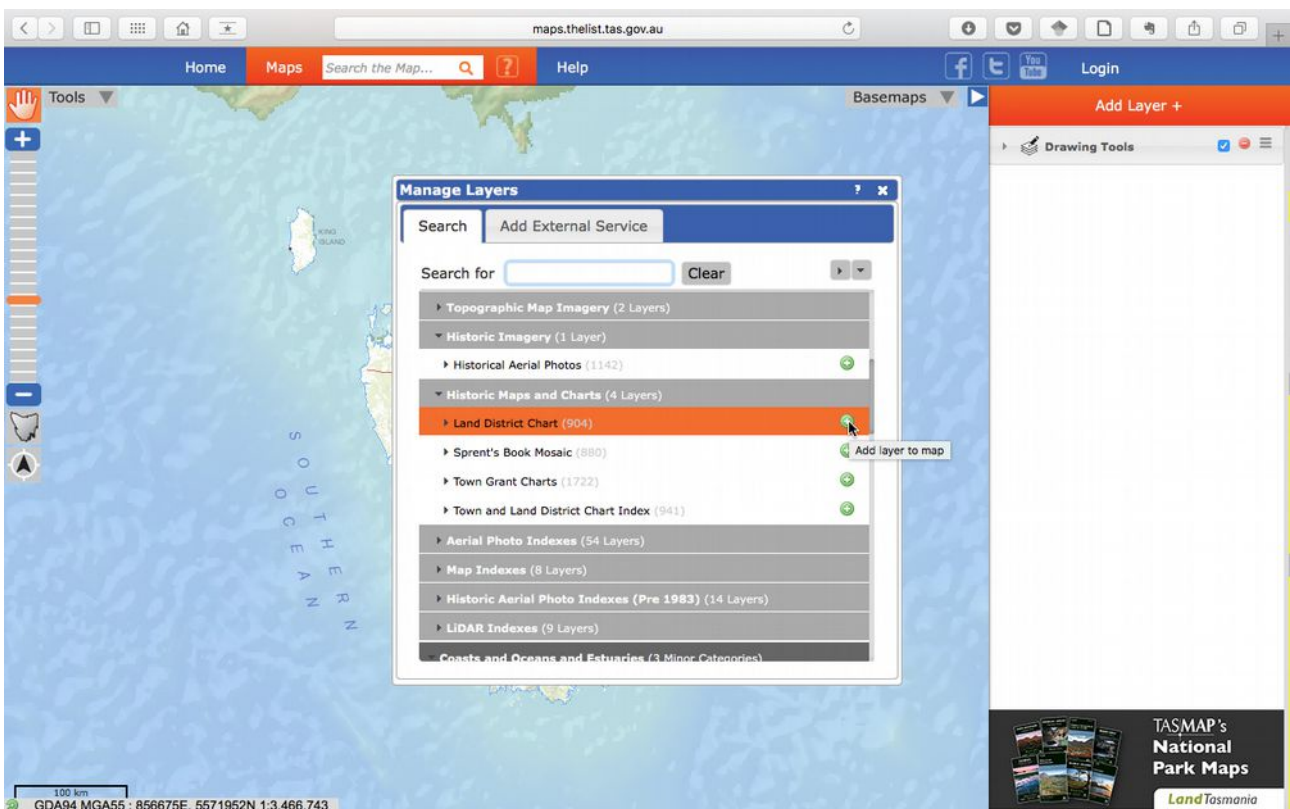 maps.thelist.tas.gov.au
Home Maps Search the Map... ? Help f You Tube Login
Tools Basemaps Add Layer +
Drawing Tools
KING ISLAND
SOUTHERN OCEAN
Manage Layers ? x
Search Add External Service
Search for Clear
Topographic Map Imagery (2 Layers)
Historic Imagery (1 Layer)
Historical Aerial Photos (1142)
Historic Maps and Charts (4 Layers)
Land District Chart (904)
Add layer to map
Sprent's Book Mosaic (880)
Town Grant Charts (1722)
Town and Land District Chart Index (941)
Aerial Photo Indexes (54 Layers)
Map Indexes (8 Layers)
Historic Aerial Photo Indexes (Pre 1983) (14 Layers)
LiDAR Indexes (9 Layers)
Coasts and Oceans and Estuaries (3 Minor Categories)
TASMAP's
National
Park Maps
Land Tasmania
100 km
GDA94 MGA55 : 856675E, 5571952N 1:3,466,743